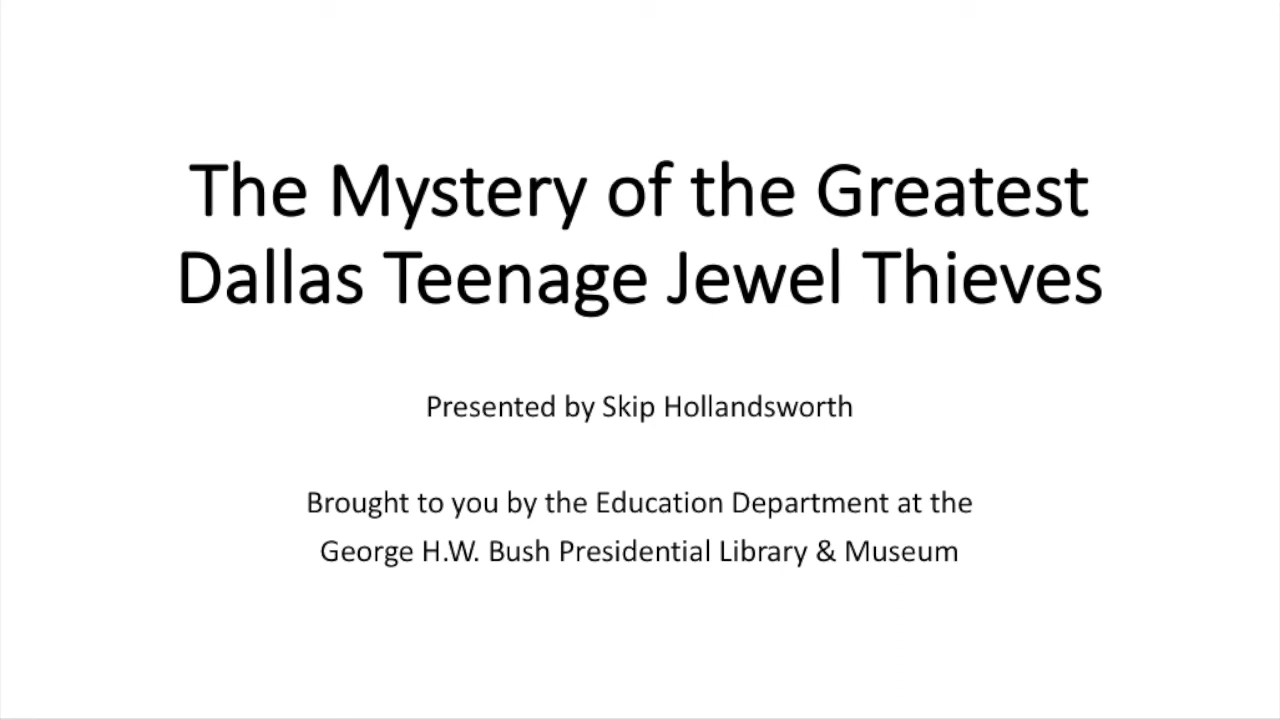 The Mystery of the Greatest
Dallas Teenage Jewel Thieves
Presented by Skip Hollandsworth
Brought to you by the Education Department at the
George H.W. Bush Presidential Library & Museum